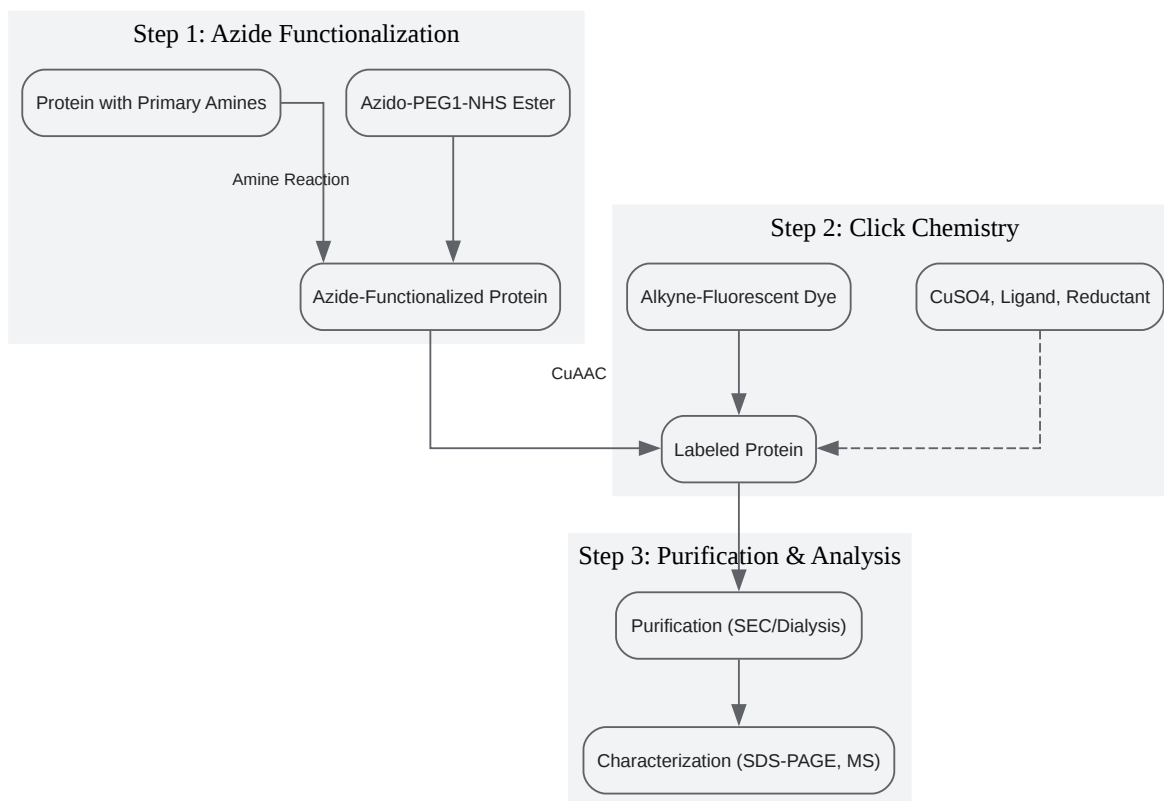 Step 1: Azide Functionalization
Protein with Primary Amines
Azido-PEG1-NHS Ester
Amine Reaction
Azide-Functionalized Protein
Step 2: Click Chemistry
Alkyne-Fluorescent Dye
CuSO4, Ligand, Reductant
CuAAC
Labeled Protein
Step 3: Purification & Analysis
Purification (SEC/Dialysis)
Characterization (SDS-PAGE, MS)